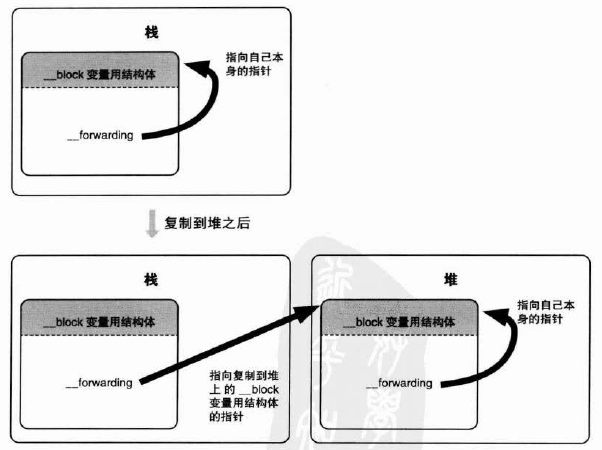 栈
__block 变量用结构体
指向自己本
身的指针
__forwarding
复制到堆之后
栈
__block 变量用结构体
__forwarding
指向复制到堆
上 的 __block
变量用结构体
的指针
堆
__block 变量用结构体
指向自己本
身的指针
__forwarding